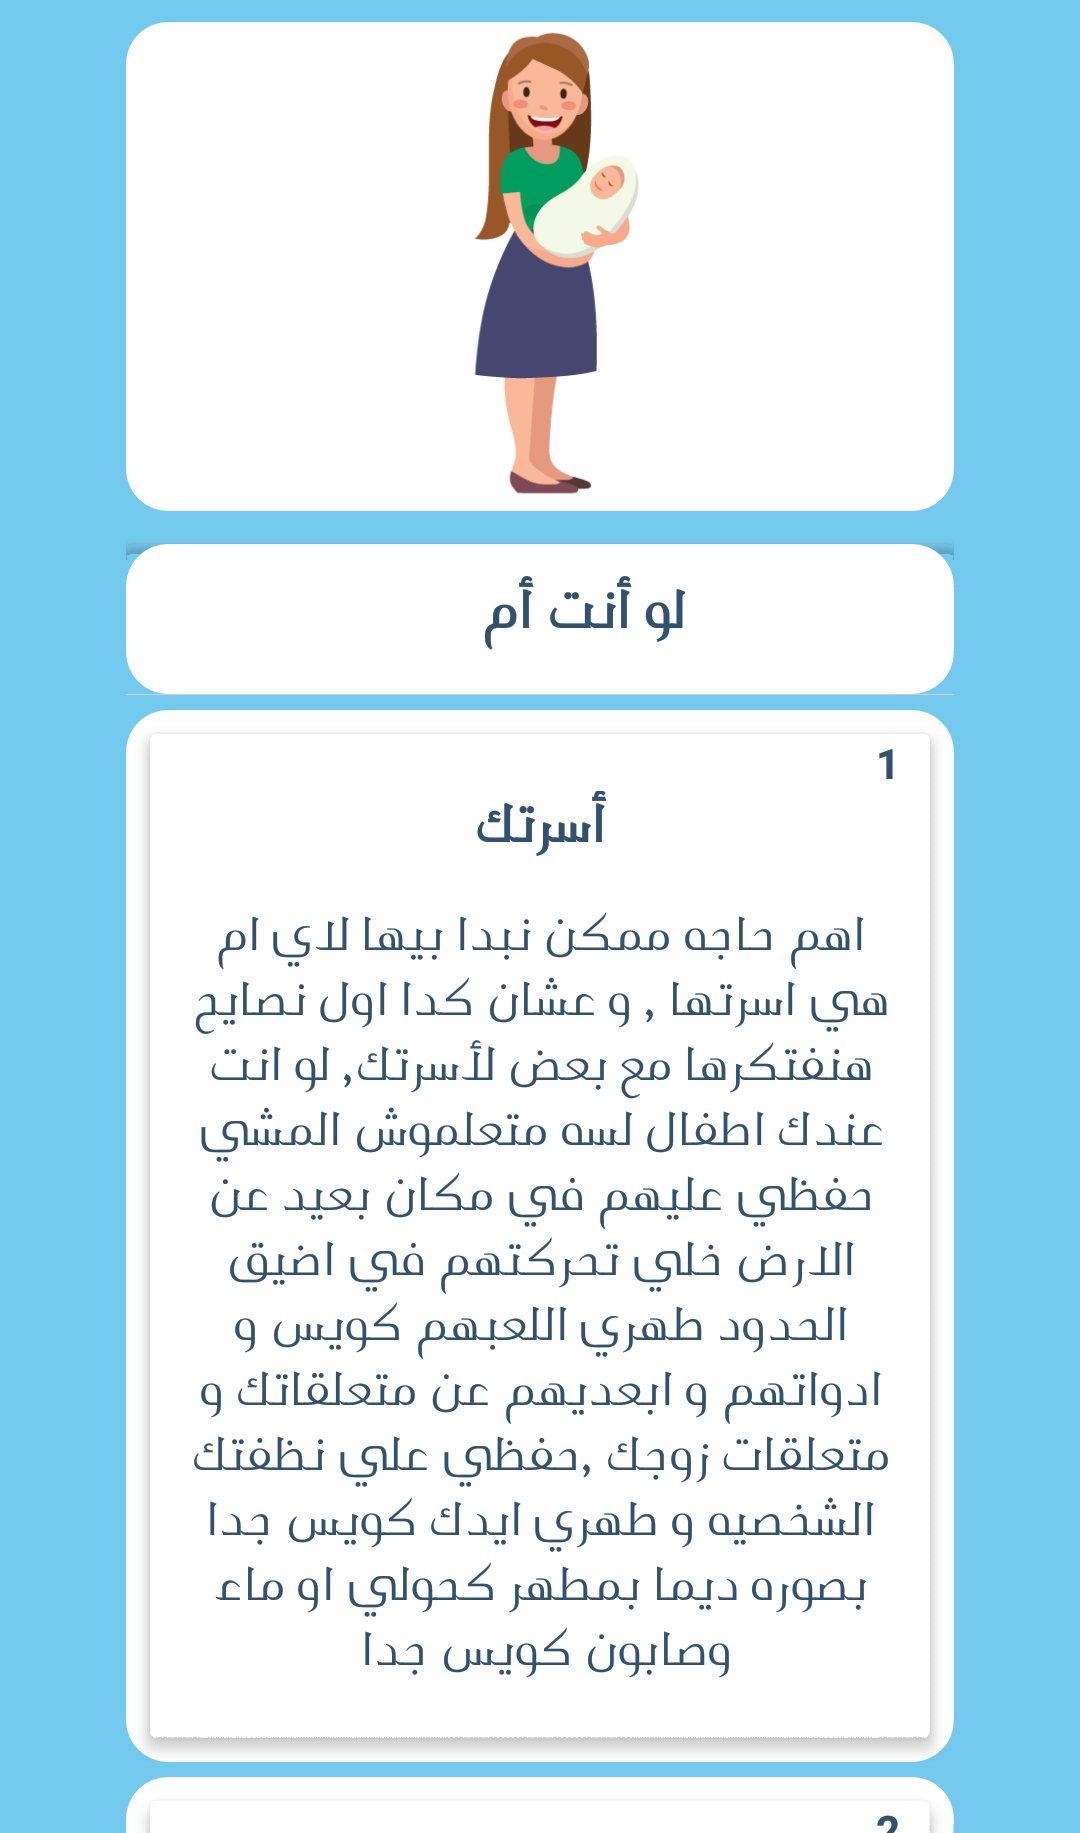 لو أنت أم
1
أسرتك
اهم حاجه ممكن نبدا بيها لاي ام
هي اسرتها , و عشان كدا اول نصايح
هنفتكرها مع بعض لأسرتك, لو انت
عندك اطفال لسه متعلموش المشي
حفظي عليهم في مكان بعيد عن
الارض خلي تحركتهم في اضيق
الحدود طهري اللعبهم كويس و
ادواتهم و ابعديهم عن متعلقاتك و
متعلقات زوجك ,حفظي علي نظفتك
الشخصيه و طهري ايدك كويس جدا
بصوره ديما بمطهر كحولي او ماء
وصابون كويس جدا
2